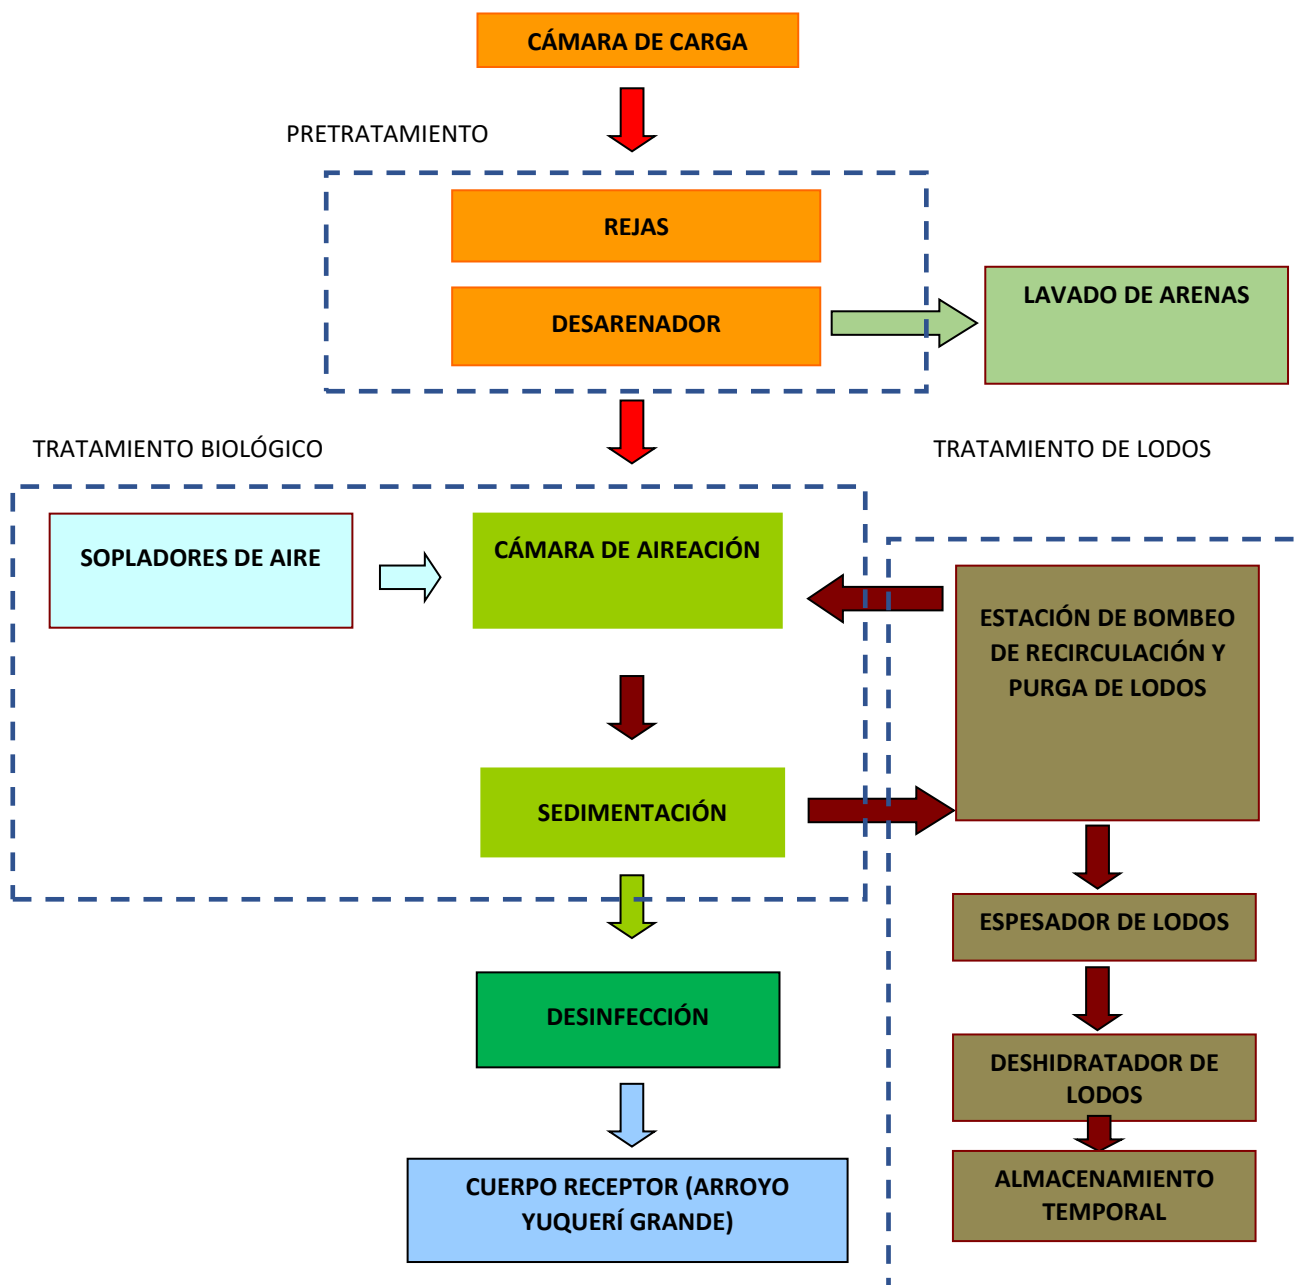 CÁMARA DE CARGA
PRETRATAMIENTO
REJAS
DESARENADOR
LAVADO DE ARENAS
TRATAMIENTO BIOLÓGICO
TRATAMIENTO DE LODOS
SOPLADORES DE AIRE
CÁMARA DE AIREACIÓN
ESTACIÓN DE BOMBEO
DE RECIRCULACIÓN Y
PURGA DE LODOS
SEDIMENTACIÓN
ESPESADOR DE LODOS
DESINFECCIÓN
DESHIDRATADOR DE
LODOS
CUERPO RECEPTOR (ARROYO
YUQUERÍ GRANDE)
ALMACENAMIENTO
TEMPORAL